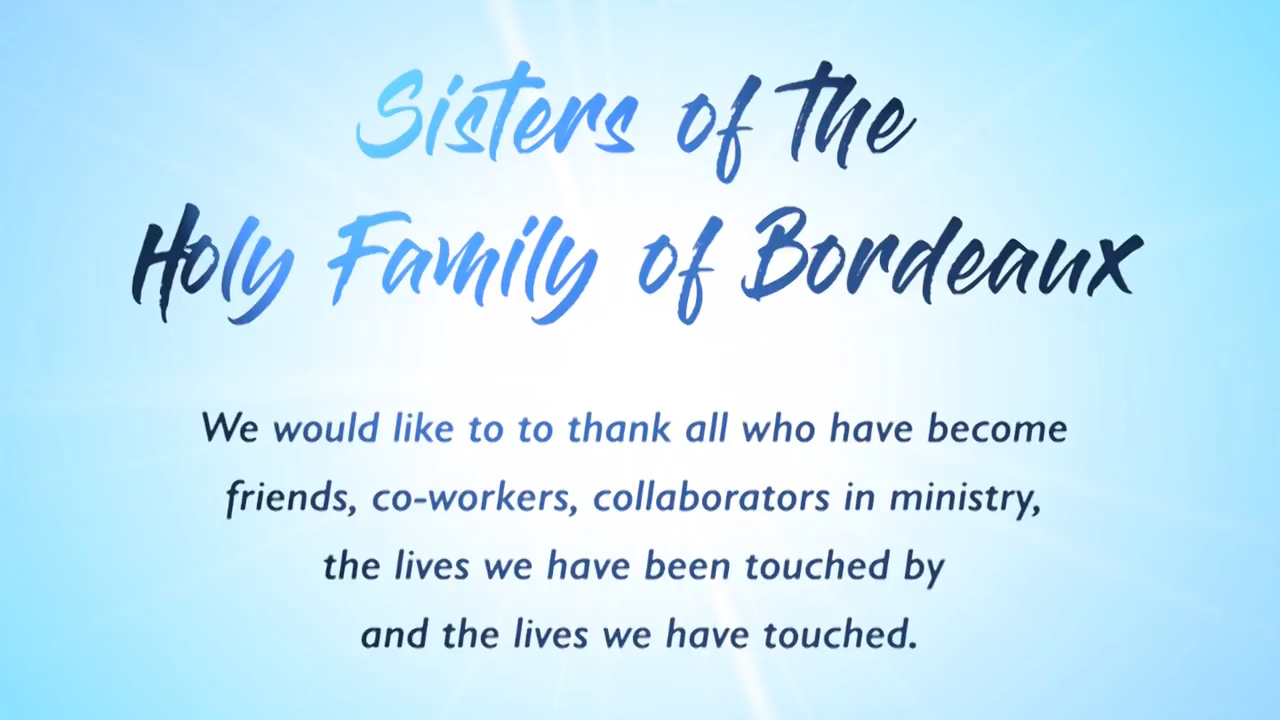 Sisters of the
Holy Family of Bordeaux
We would like to to thank all who have become
friends, co-workers, collaborators in ministry,
the lives we have been touched by
and the lives we have touched.